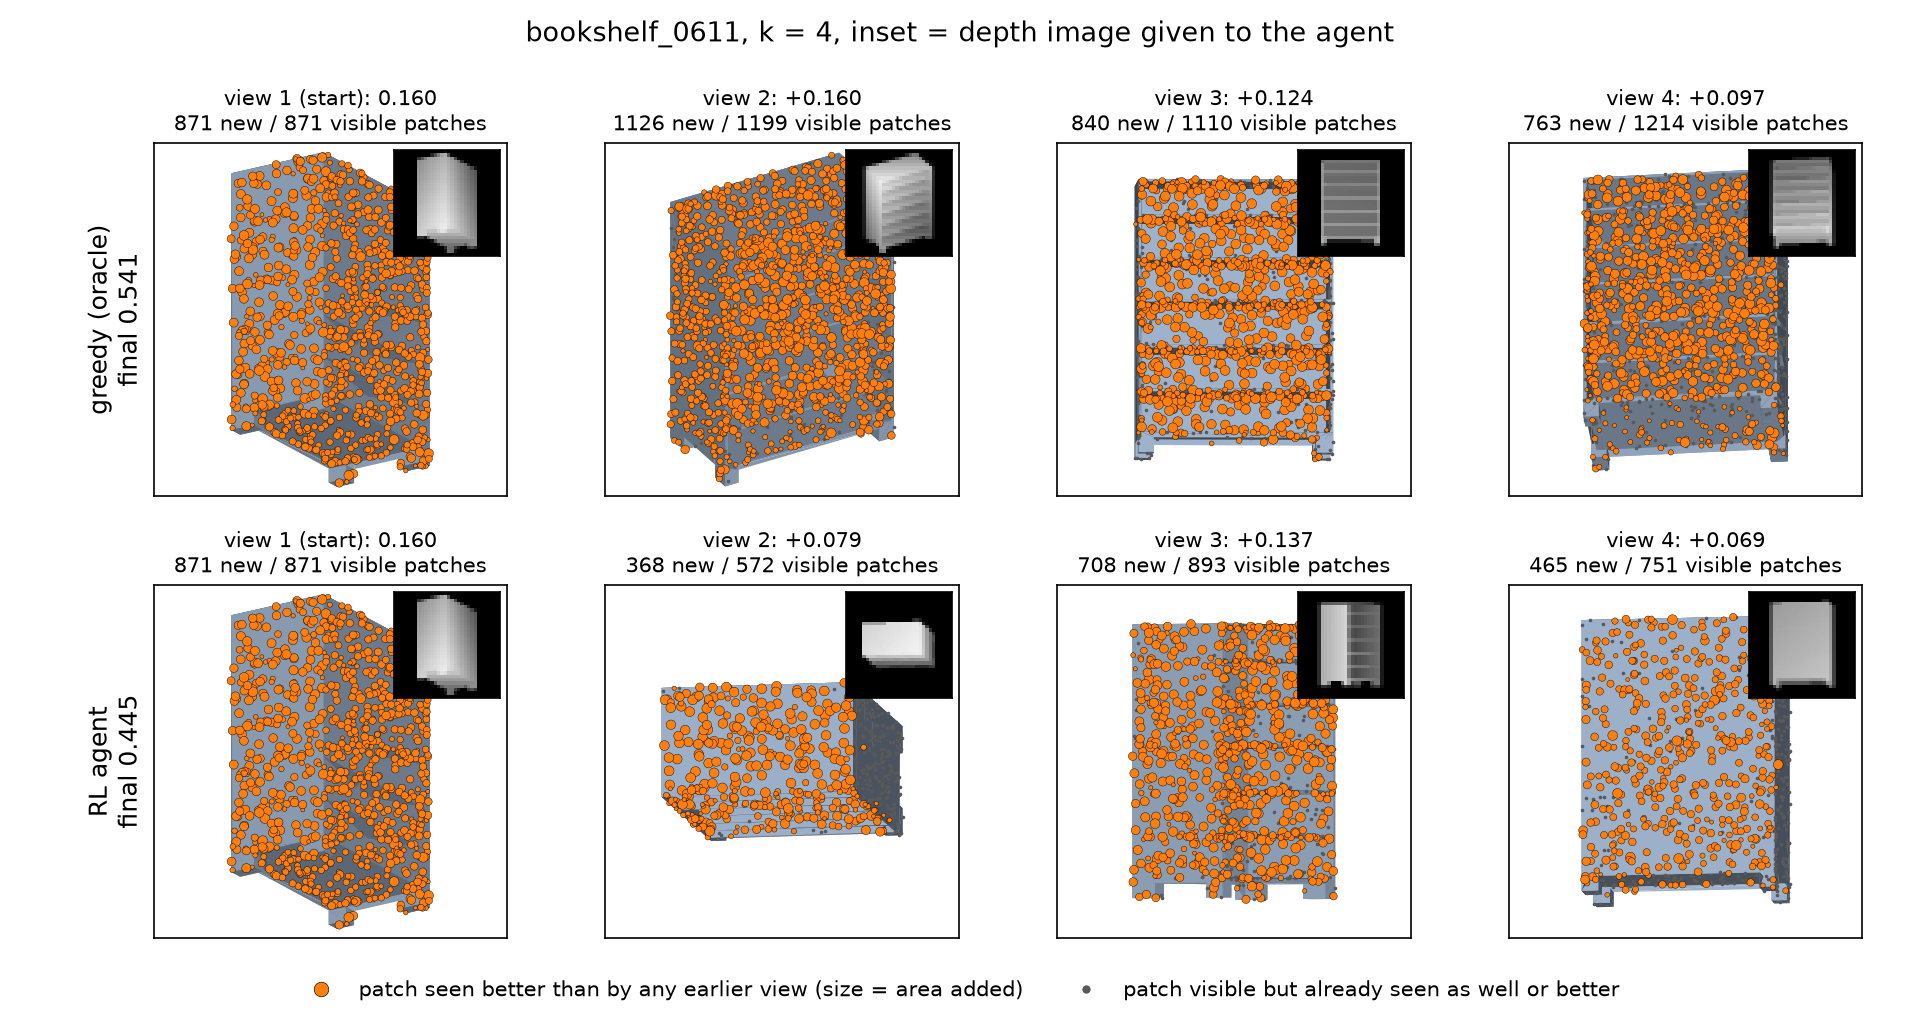 bookshelf_0611, k = 4, inset = depth image given to the agent
view 1 (start): 0.160
871 new / 871 visible patches
view 2: +0.160
1126 new / 1199 visible patches
view 3: +0.124
840 new / 1110 visible patches
view 4: +0.097
763 new / 1214 visible patches
greedy (oracle)
final 0.541
view 1 (start): 0.160
871 new / 871 visible patches
view 2: +0.079
368 new / 572 visible patches
view 3: +0.137
708 new / 893 visible patches
view 4: +0.069
465 new / 751 visible patches
RL agent
final 0.445
patch seen better than by any earlier view (size = area added)
patch visible but already seen as well or better